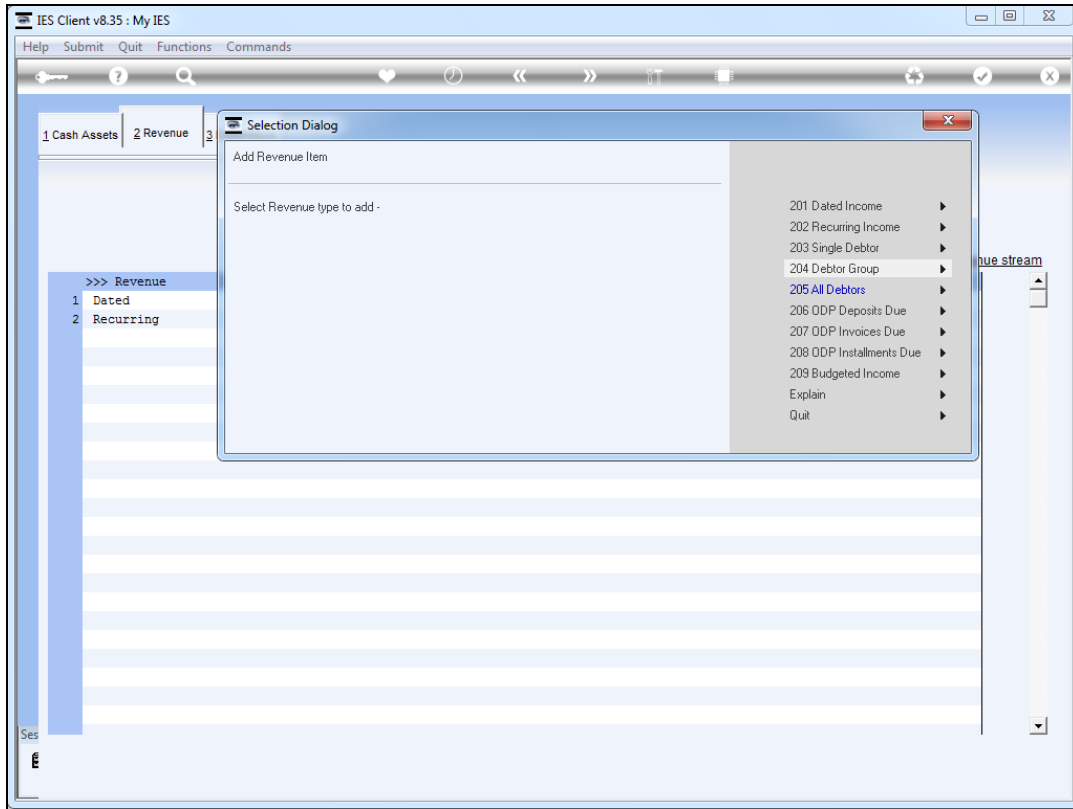 IES Client v8.35 : My IES
Help Submit Quit Functions Commands
1 Cash Assets
2 Revenue
3
Selection Dialog
Add Revenue Item
Select Revenue type to add -
201 Dated Income
202 Recurring Income
203 Single Debtor
204 Debtor Group
205 All Debtors
206 ODP Deposits Due
207 ODP Invoices Due
208 ODP Installments Due
209 Budgeted Income
Explain
Quit
stream
>>> Revenue
1 Dated
2 Recurring